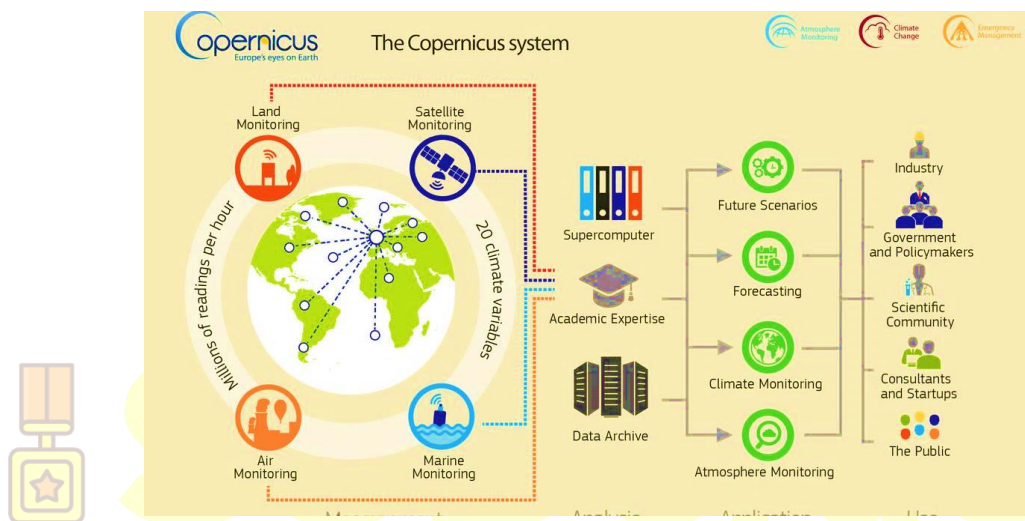 opernicus
Europe's eyes on Earth
The Copernicus system
Atmosphere
Monitoring
Climate
Change
Emergency
Management
Land
Monitoring
Satellite
Monitoring
Millions of readings per hour
20 climate variables
Air
Monitoring
Marine
Monitoring
Supercomputer
Academic Expertise
Data Archive
Future Scenarios
Forecasting
Climate Monitoring
Atmosphere Monitoring
Industry
Government
and Policymakers
Scientific
Community
Consultants
and Startups
The Public